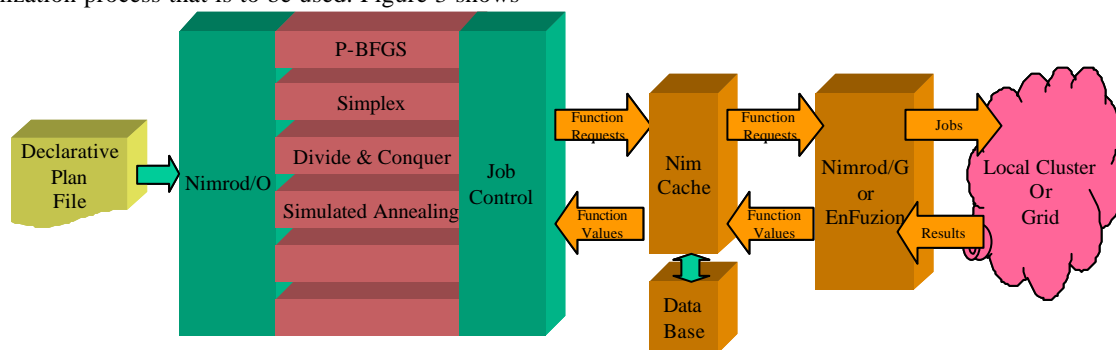 nization process that is to be used. Figure 3 shows
Declarative
Plan
File
Nimrod/O
P-BFGS
Simplex
Divide & Conquer
Simulated Annealing
Job
Control
Function
Requests
Function
Values
Nim
Cache
Data
Base
Function
Requests
Function
Values
Nimrod/G
or
EnFuzion
Jobs
Results
Local Cluster
Or
Grid